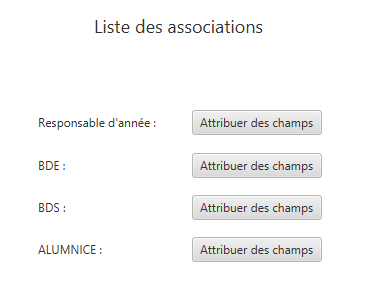 Liste des associations
Responsable d'année : Attribuer des champs
BDE : Attribuer des champs
BDS : Attribuer des champs
ALUMNICE : Attribuer des champs